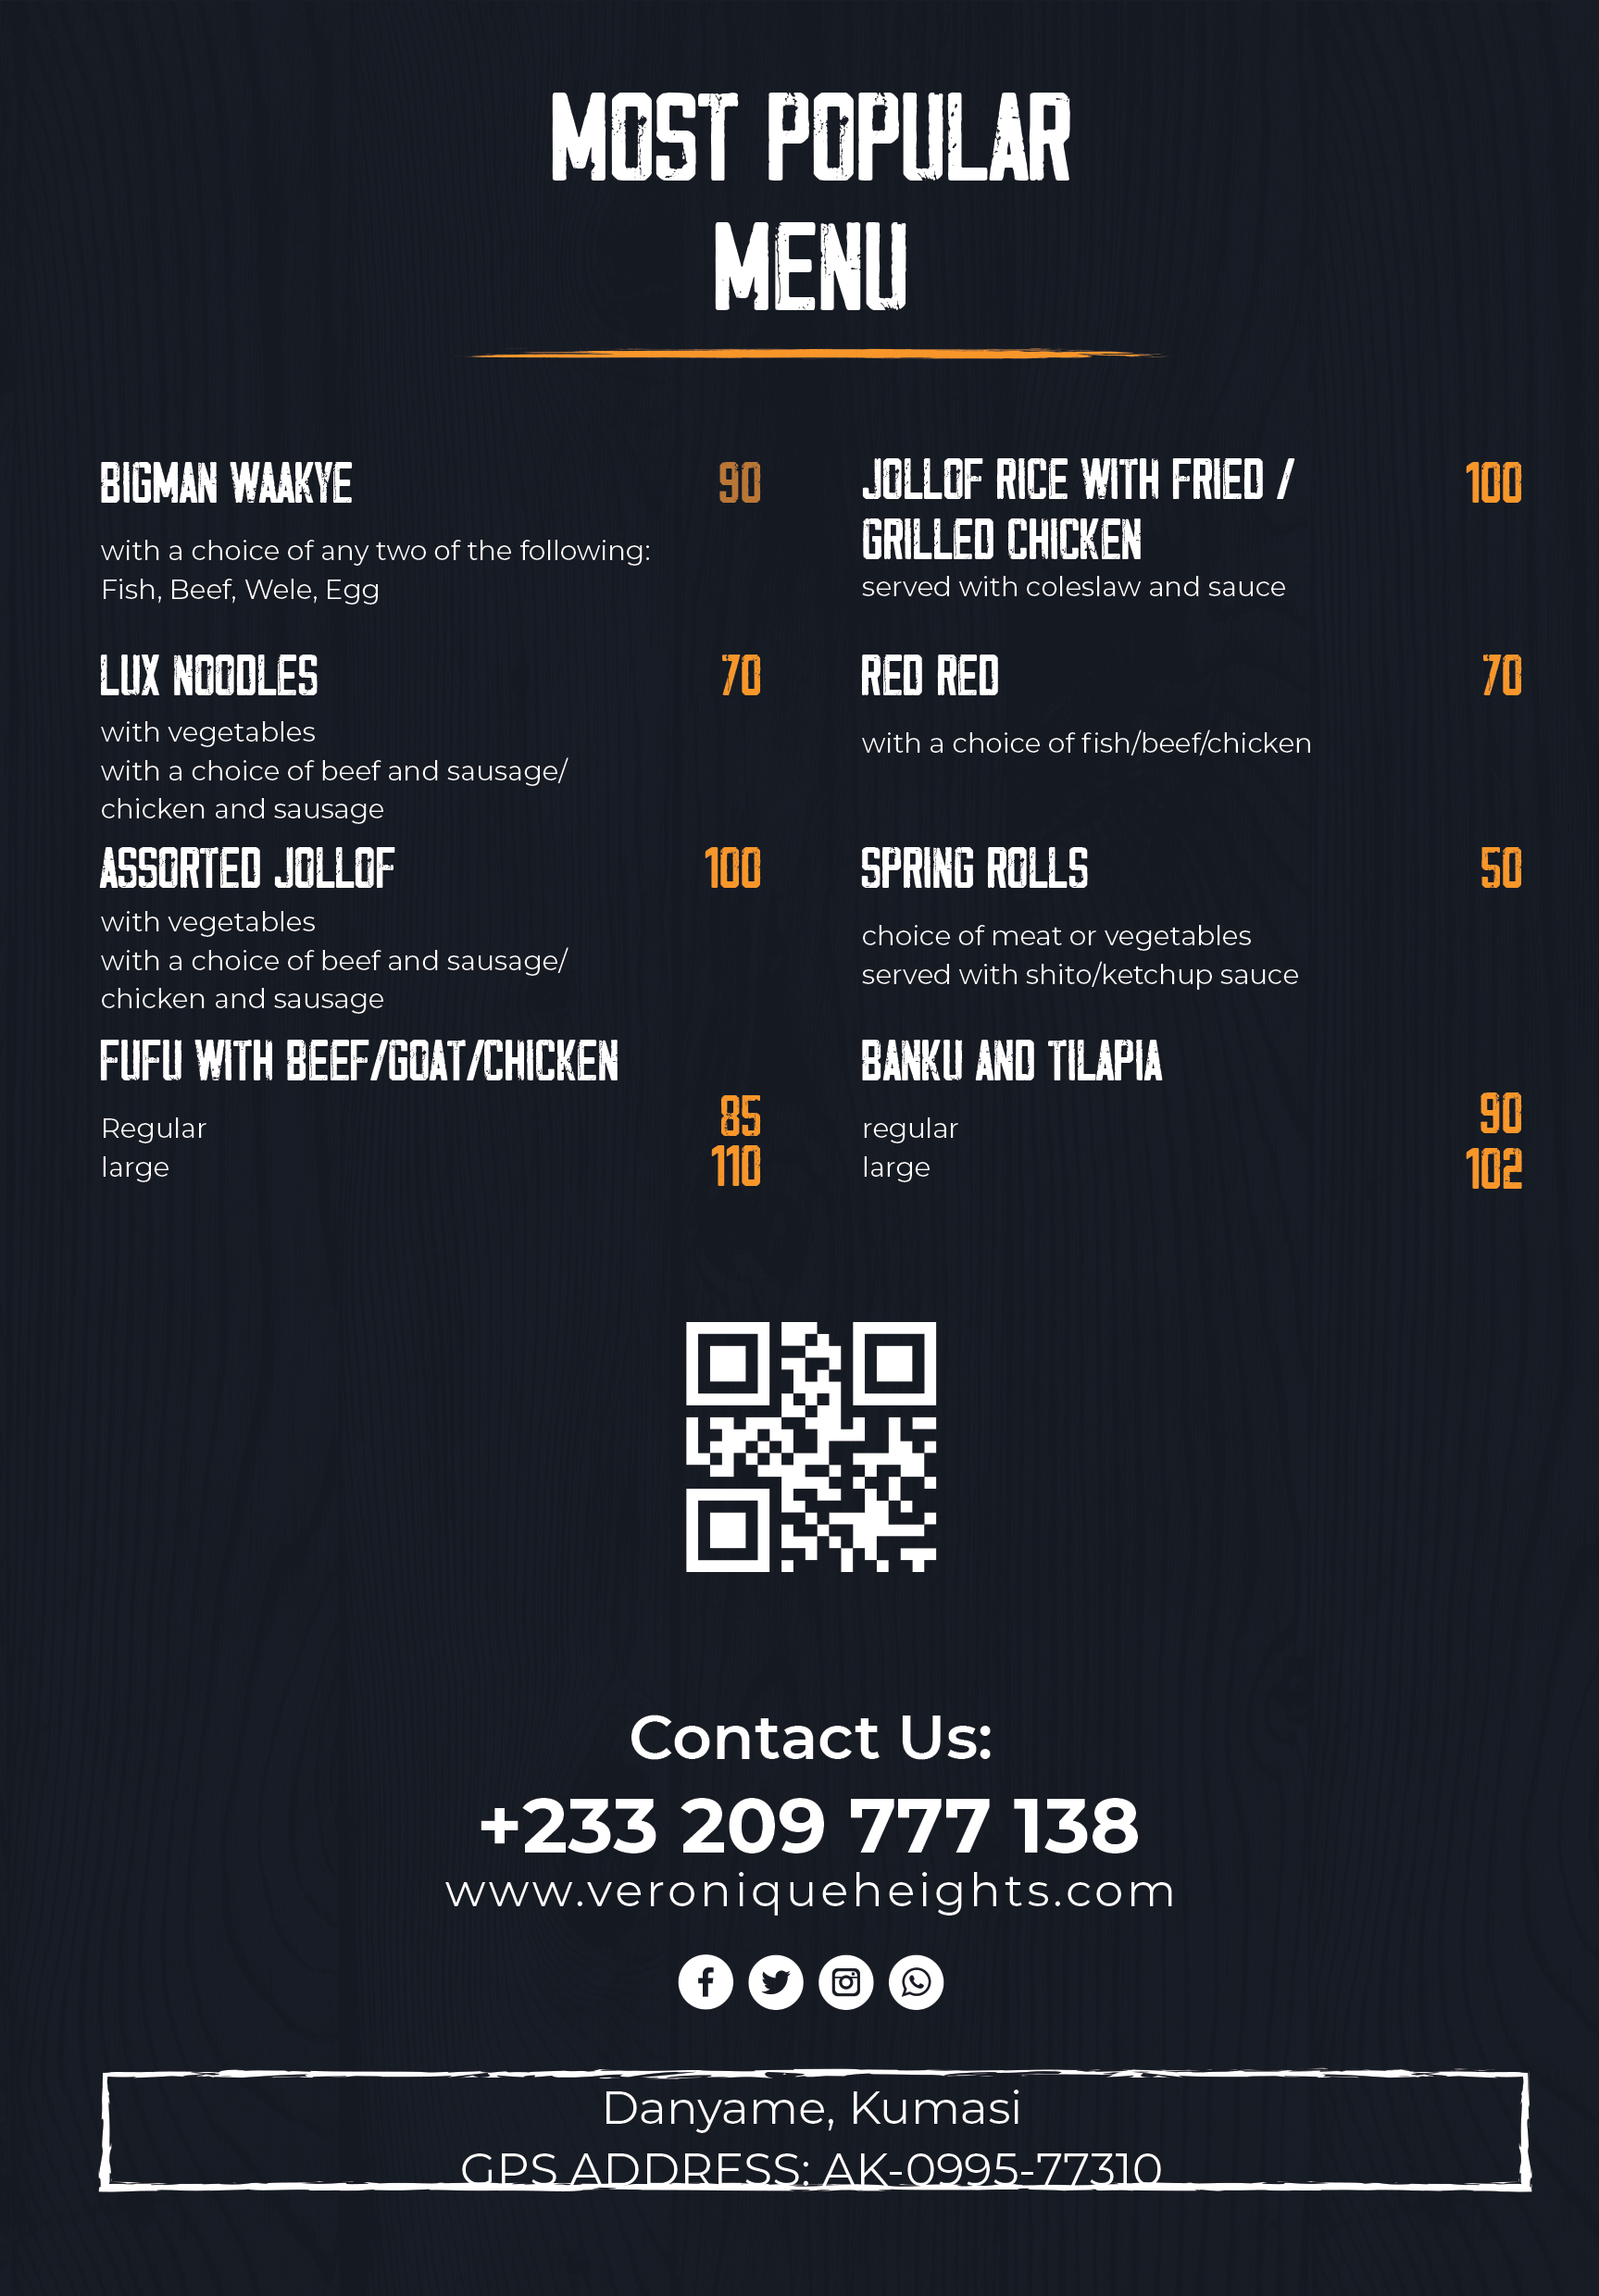 MOST POPULAR
MENU
BIGMAN WAAKYE 90
with a choice of any two of the following:
Fish, Beef, Wele, Egg
LUX NOODLES 70
with vegetables
with a choice of beef and sausage/
chicken and sausage
ASSORTED JOLLOF 100
with vegetables
with a choice of beef and sausage/
chicken and sausage
FUFU WITH BEEF/GOAT/CHICKEN
Regular 85
large 110
JOLLOF RICE WITH FRIED / 100
GRILLED CHICKEN
served with coleslaw and sauce
RED RED 70
with a choice of fish/beef/chicken
SPRING ROLLS 50
choice of meat or vegetables
served with shito/ketchup sauce
BANKU AND TILAPIA
regular 90
large 102
Contact Us:
+233 209 777 138
www.veroniqueheights.com
Danyame, Kumasi
GPS ADDRESS: AK-0995-77310